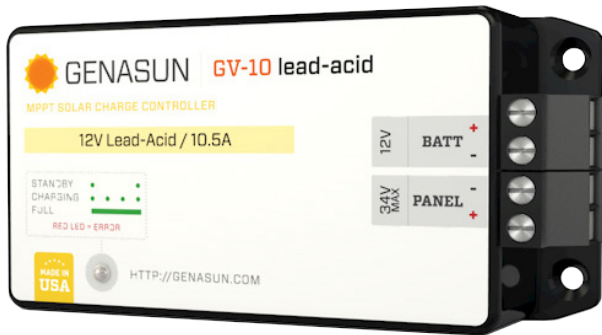 GENASUN GV-10 lead-acid
MPPT SOLAR CHARGE CONTROLLER
12V Lead-Acid / 10.5A
12V BATT + -
34V MAX PANEL - +
STANDBY
CHARGING
FULL
RED LED = ERROR
MADE IN
USA
HTTP://GENASUN.COM